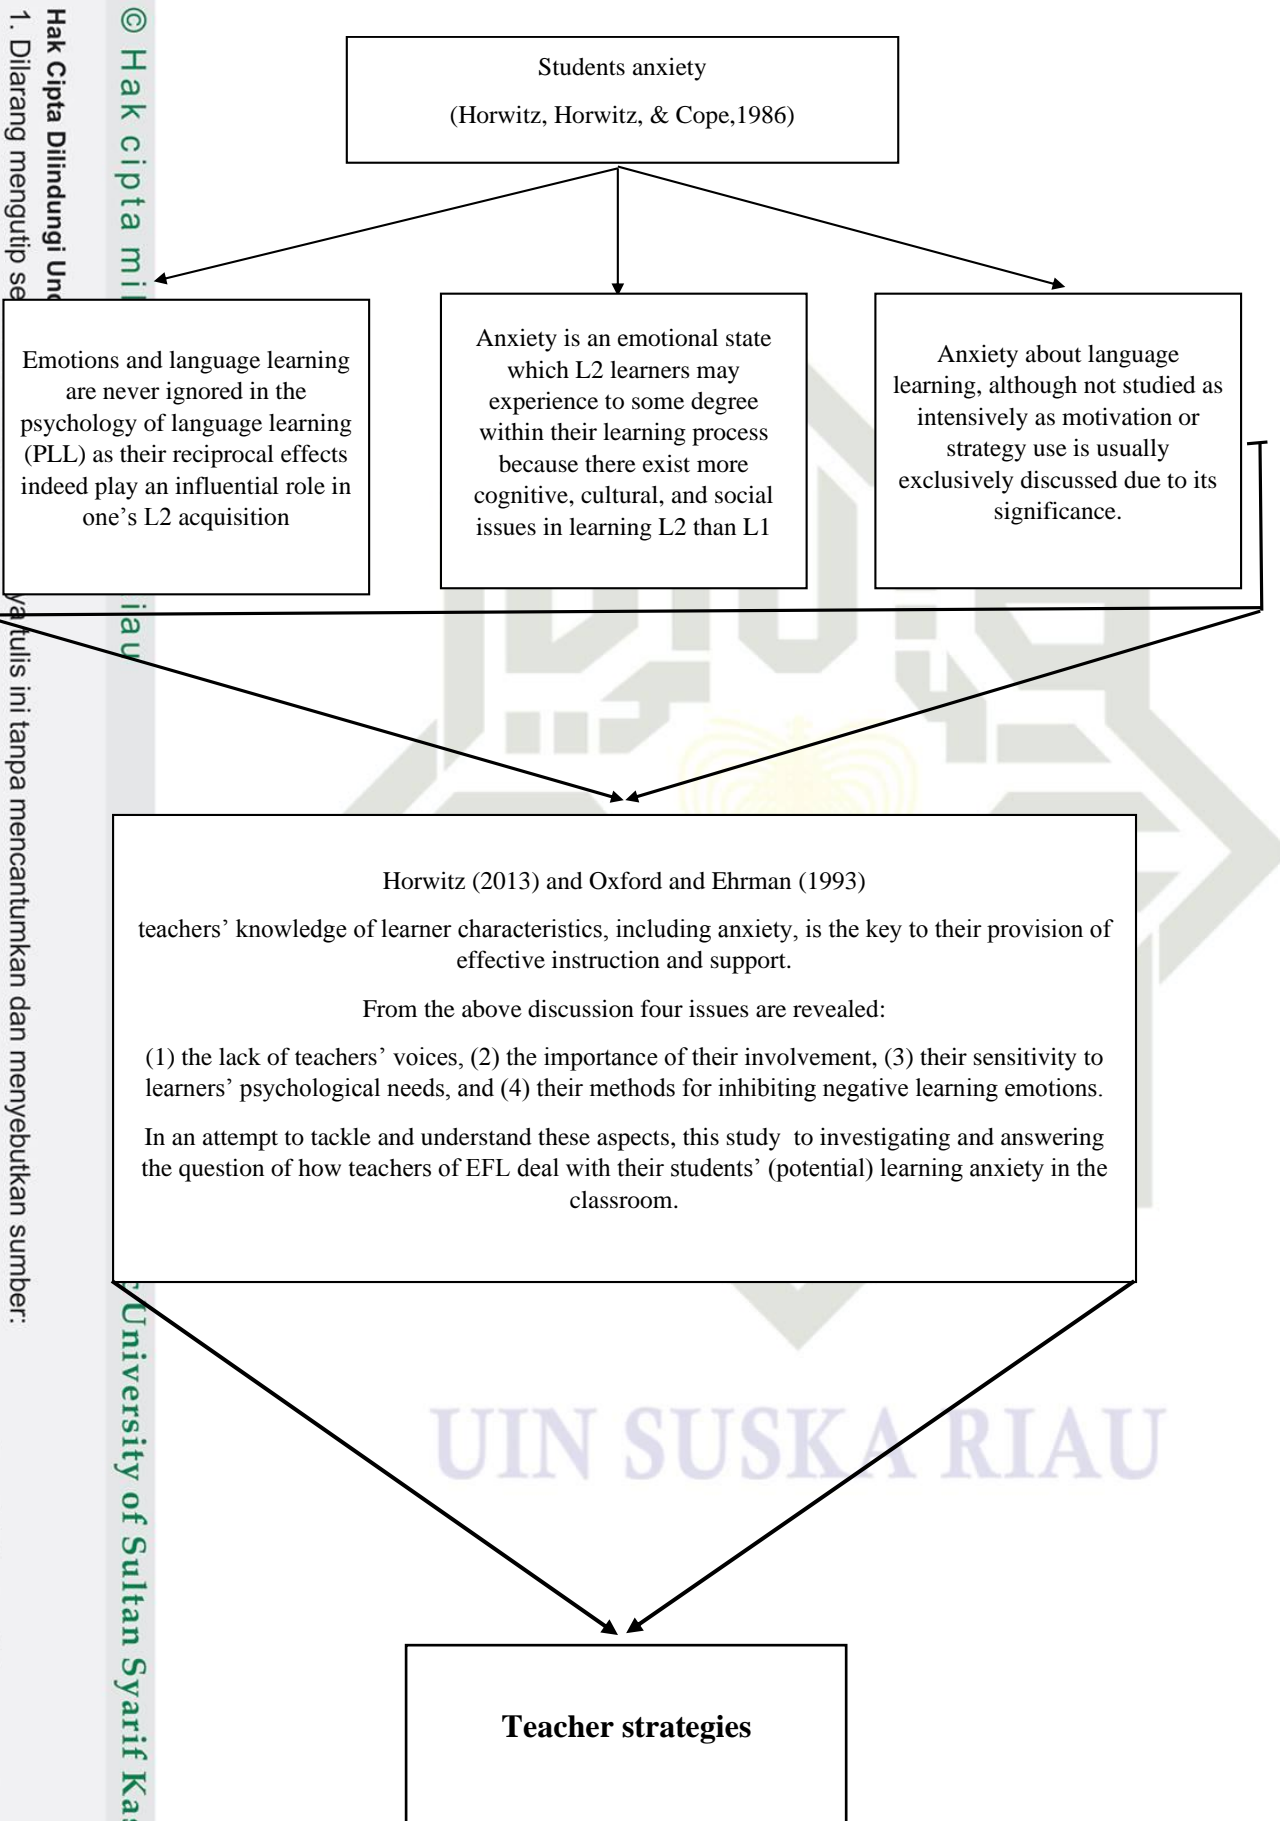 © Hak cipta mil
iau
University of Sultan Syarif Kas
Hak Cipta Dilindungi Und
1. Dilarang mengutip se
ya tulis ini tanpa mencantumkan dan menyebutkan sumber:
Students anxiety
(Horwitz, Horwitz, & Cope,1986)
Emotions and language learning
are never ignored in the
psychology of language learning
(PLL) as their reciprocal effects
indeed play an influential role in
one’s L2 acquisition
Anxiety is an emotional state
which L2 learners may
experience to some degree
within their learning process
because there exist more
cognitive, cultural, and social
issues in learning L2 than L1
Anxiety about language
learning, although not studied as
intensively as motivation or
strategy use is usually
exclusively discussed due to its
significance.
Horwitz (2013) and Oxford and Ehrman (1993)
teachers’ knowledge of learner characteristics, including anxiety, is the key to their provision of
effective instruction and support.
From the above discussion four issues are revealed:
(1) the lack of teachers’ voices, (2) the importance of their involvement, (3) their sensitivity to
learners’ psychological needs, and (4) their methods for inhibiting negative learning emotions.
In an attempt to tackle and understand these aspects, this study  to investigating and answering
the question of how teachers of EFL deal with their students’ (potential) learning anxiety in the
classroom.
UIN SUSKA RIAU
Teacher strategies